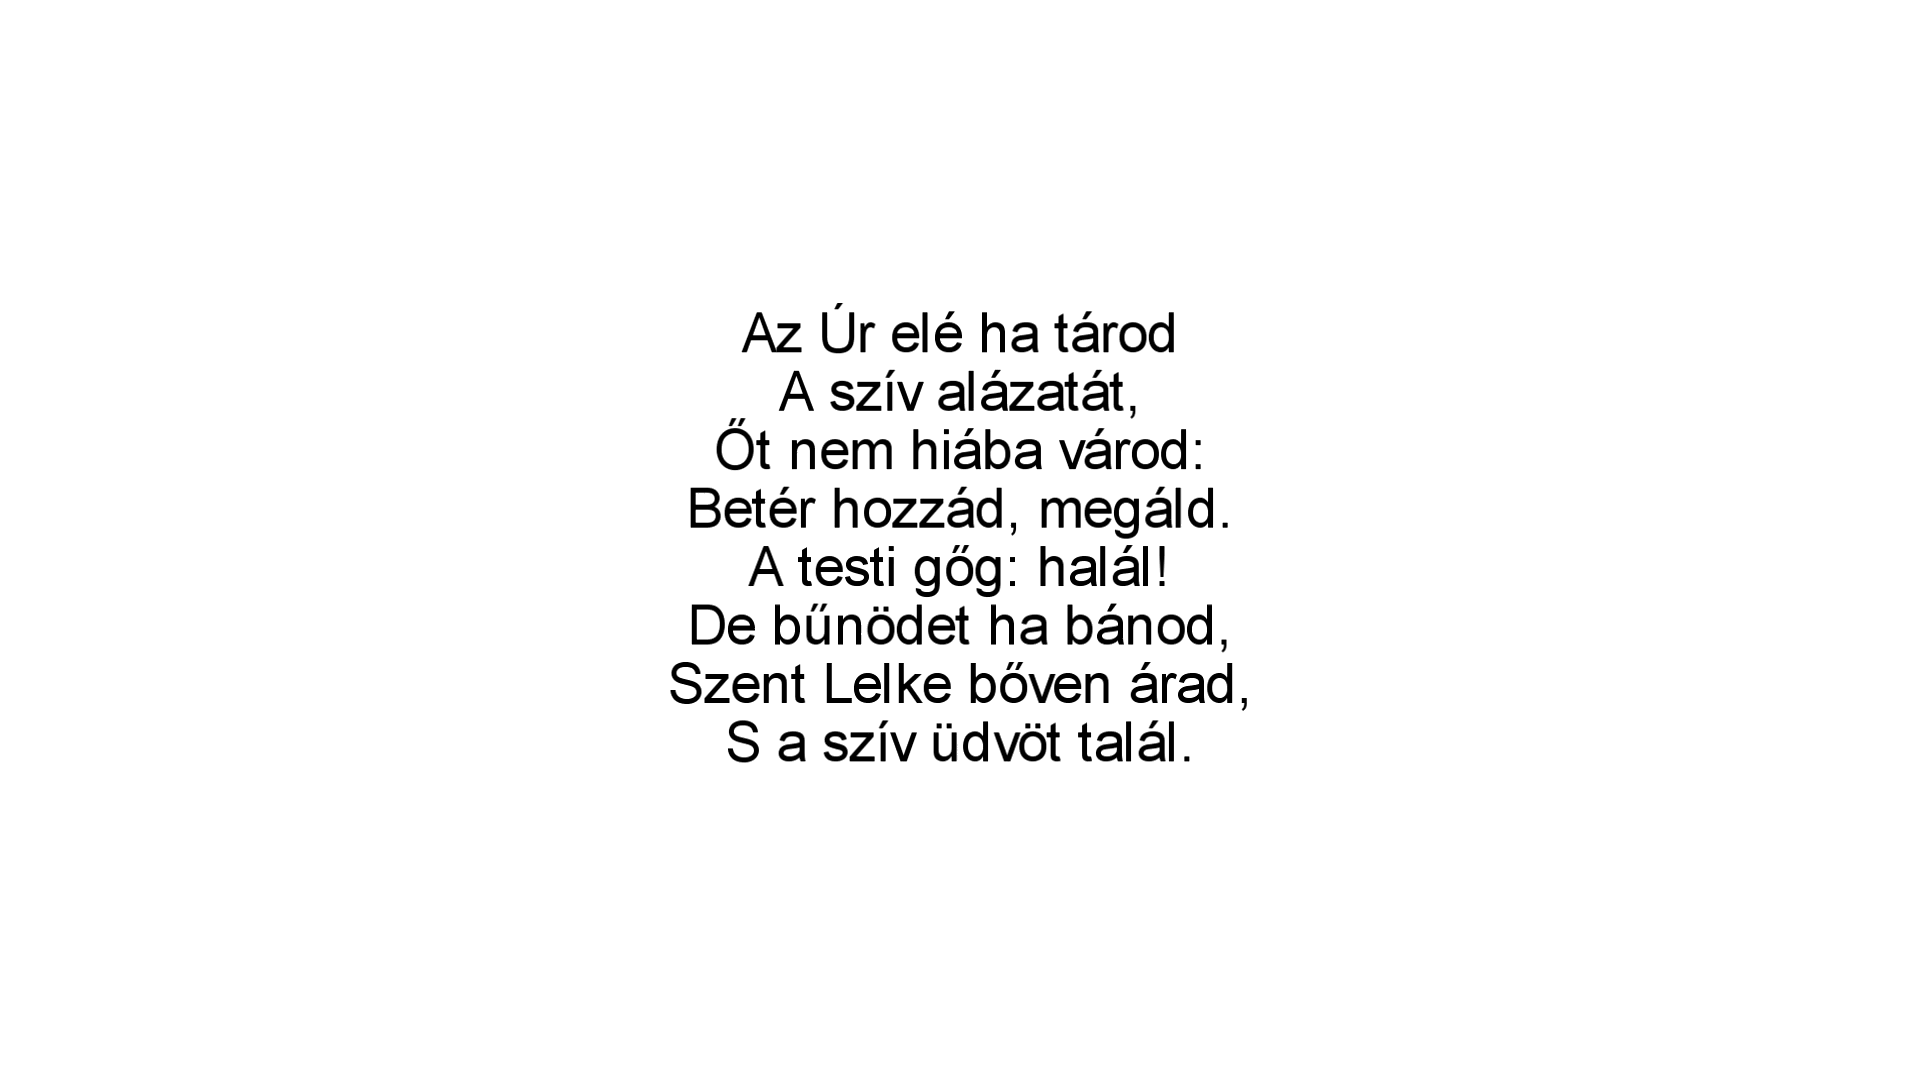 Az Úr elé ha tárod
A szív alázatát,
Őt nem hiába várod:
Betér hozzád, megáld.
A testi gőg: halál!
De bűnödet ha bánod,
Szent Lelke bőven árad,
S a szív üdvöt talál.